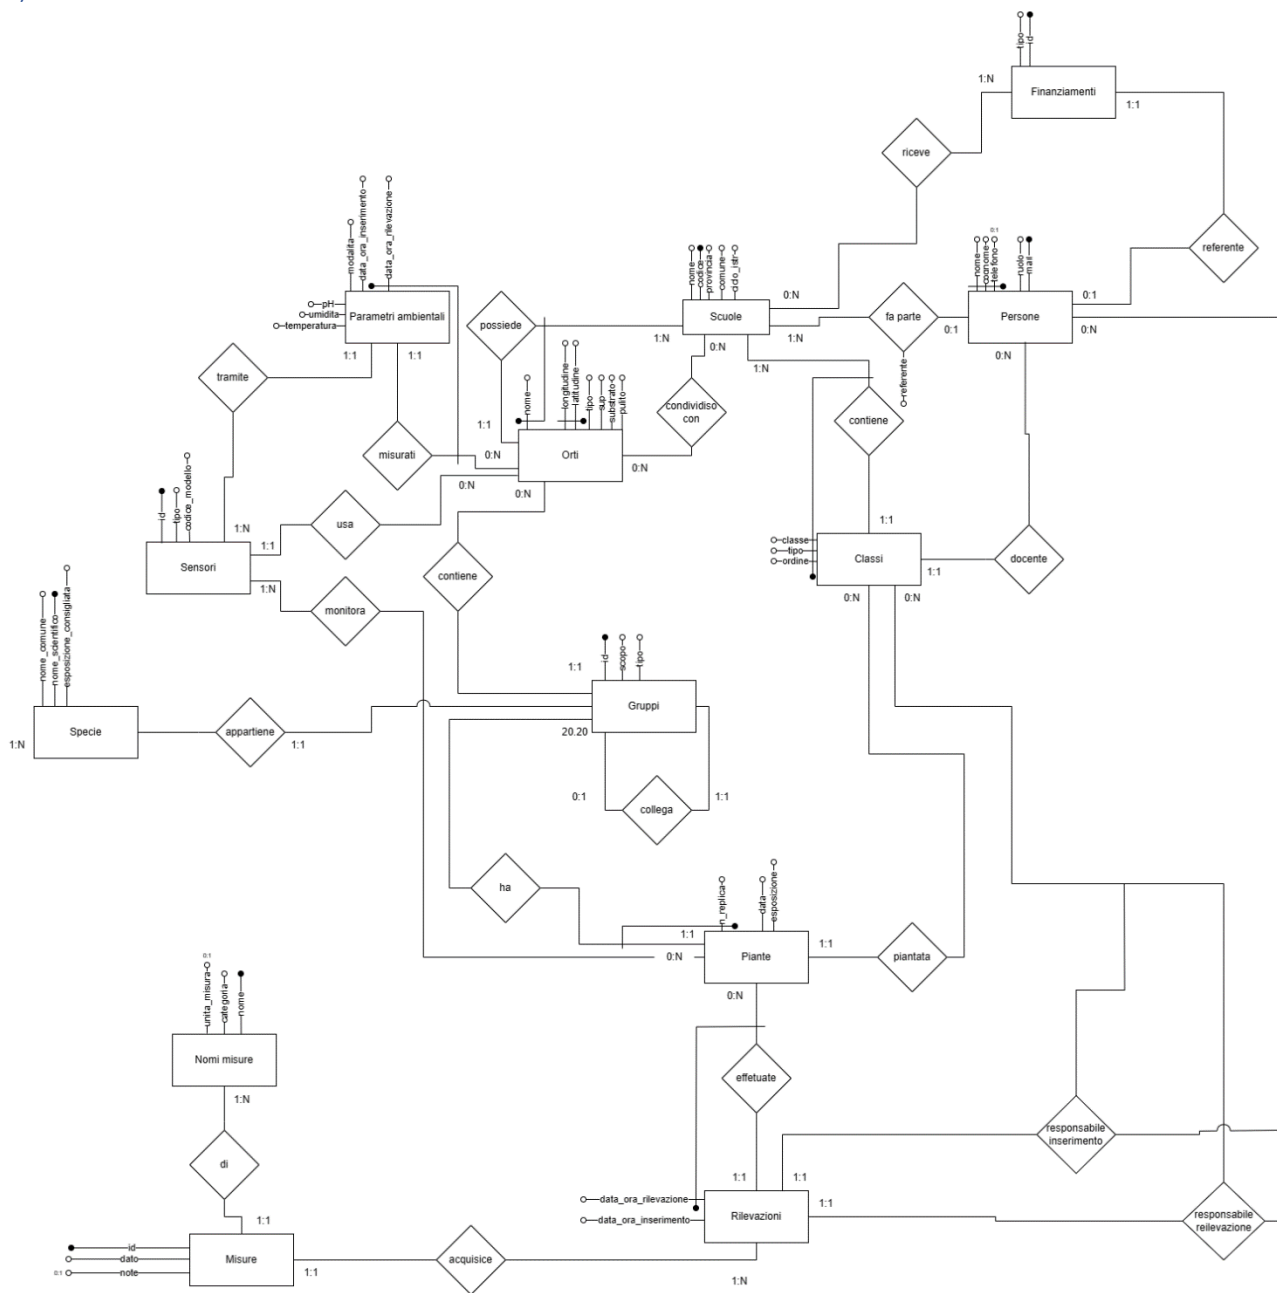 tipo
id
1:N
Finanziamenti
1:1
riceve
modalita
data_ora_inserimento
data_ora_rilevazione
nome
codice
provincia
comune
ciclo_istr
nome
cognome
telefono
0:1
ruolo
mail
referente
pH
umidita
temperatura
Parametri ambientali
1:1
1:1
possiede
0:N
Scuole
1:N
0:N
1:N
1:N
fa parte
0:1
0:1
Persone
0:N
0:N
referente
tramite
nome
longitudine
latitudine
tipo
sup
substrato
pulito
condividiso
con
contiene
misurati
1:1
0:N
Orti
0:N
0:N
0:N
id
tipo
codice_modello
1:N
Sensori
1:1
1:N
usa
contiene
monitora
1:1
classe
tipo
ordine
Classi
1:1
0:N
0:N
docente
nome_comune
nome_scientifico
esposizione_consigliata
id
scopo
tipo
1:1
Gruppi
20.20
Specie
1:N
appartiene
1:1
0:1
collega
1:1
ha
n_replica
data
esposizione
1:1
0:N
Piante
1:1
piantata
0:N
0:1
unita_misura
categoria
nome
Nomi misure
1:N
effetuate
responsabile
inserimento
di
1:1
1:1
1:1
1:1
data_ora_rilevazione
data_ora_inserimento
Rilevazioni
responsabile
reilevazione
id
dato
0:1
note
Misure
1:1
acquisice
1:N